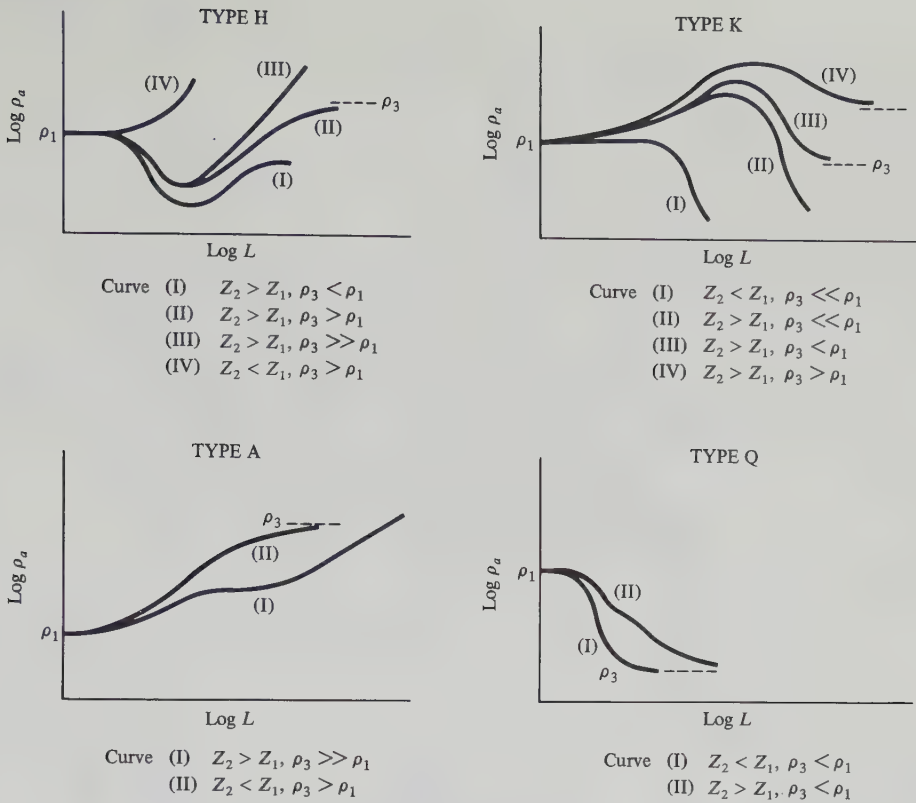 TYPE H
Log ρa
ρ1
(IV)
(III)
ρ3
(II)
(I)
Log L
Curve (I) Z2 > Z1, ρ3 < ρ1
(II) Z2 > Z1, ρ3 > ρ1
(III) Z2 > Z1, ρ3 >> ρ1
(IV) Z2 < Z1, ρ3 > ρ1
TYPE K
Log ρa
ρ1
(IV)
(III)
ρ3
(II)
(I)
Log L
Curve (I) Z2 < Z1, ρ3 << ρ1
(II) Z2 > Z1, ρ3 << ρ1
(III) Z2 > Z1, ρ3 < ρ1
(IV) Z2 > Z1, ρ3 > ρ1
TYPE A
Log ρa
ρ1
ρ3
(II)
(I)
Log L
Curve (I) Z2 > Z1, ρ3 >> ρ1
(II) Z2 < Z1, ρ3 > ρ1
TYPE Q
Log ρa
ρ1
(II)
(I)
ρ3
Log L
Curve (I) Z2 < Z1, ρ3 < ρ1
(II) Z2 > Z1, ρ3 < ρ1